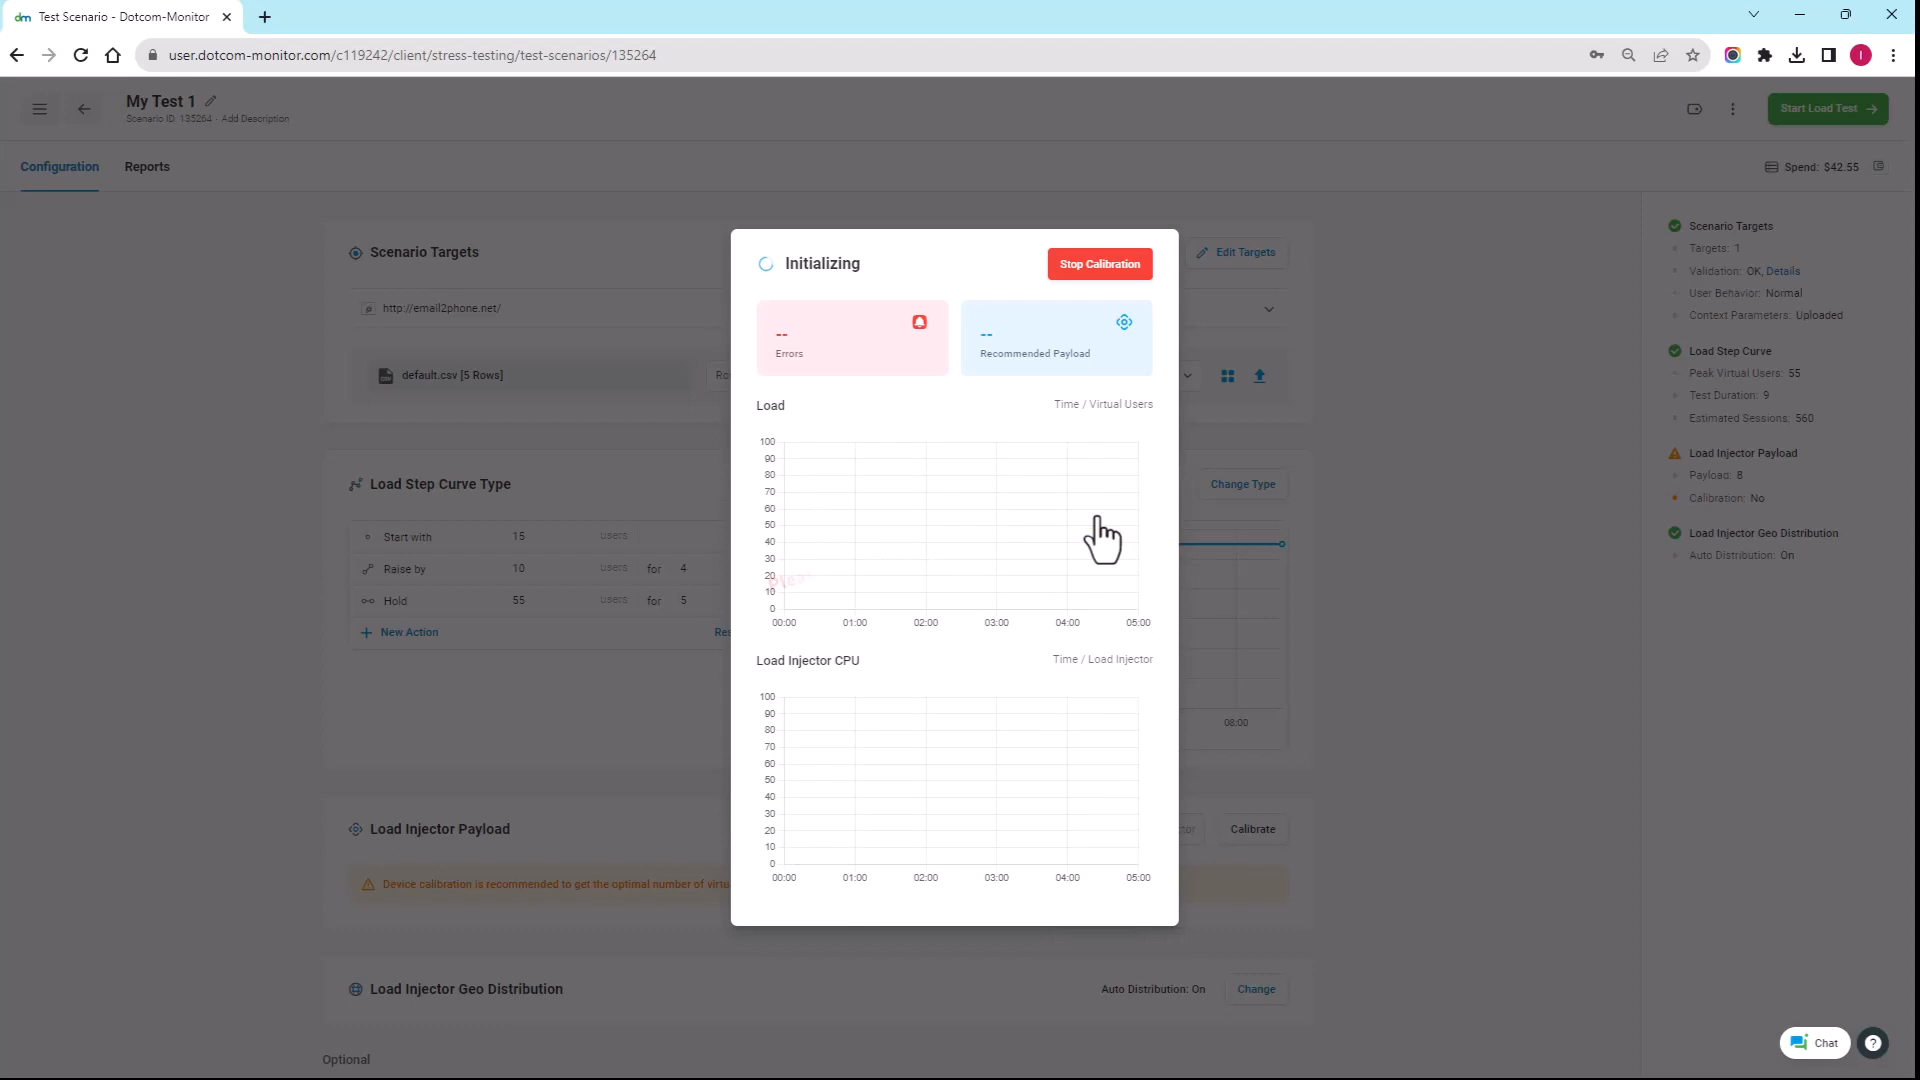 Test Scenario - Dotcom-Monitor
user.dotcom-monitor.com/c119242/client/stress-testing/test-scenarios/135264
My Test 1
Scenario ID: 135264 · Add Description
Start Load Test
Configuration
Reports
Spend: $42.55
Scenario Targets
Edit Targets
http://email2phone.net/
default.csv [5 Rows]
Load Step Curve Type
Change Type
Start with 15 users
Raise by 10 users for 4
Hold 55 users for 5
New Action
08:00
Load Injector Payload
Calibrate
Device calibration is recommended to get the optimal number of
Load Injector Geo Distribution
Auto Distribution: On
Change
Optional
Initializing
Stop Calibration
--
Errors
--
Recommended Payload
Load
Time / Virtual Users
100
90
80
70
60
50
40
30
20
10
0
00:00 01:00 02:00 03:00 04:00 05:00
Load Injector CPU
Time / Load Injector
100
90
80
70
60
50
40
30
20
10
0
00:00 01:00 02:00 03:00 04:00 05:00
Scenario Targets
Targets: 1
Validation: OK, Details
User Behavior: Normal
Context Parameters: Uploaded
Load Step Curve
Peak Virtual Users: 55
Test Duration: 9
Estimated Sessions: 560
Load Injector Payload
Payload: 8
Calibration: No
Load Injector Geo Distribution
Auto Distribution: On
Chat